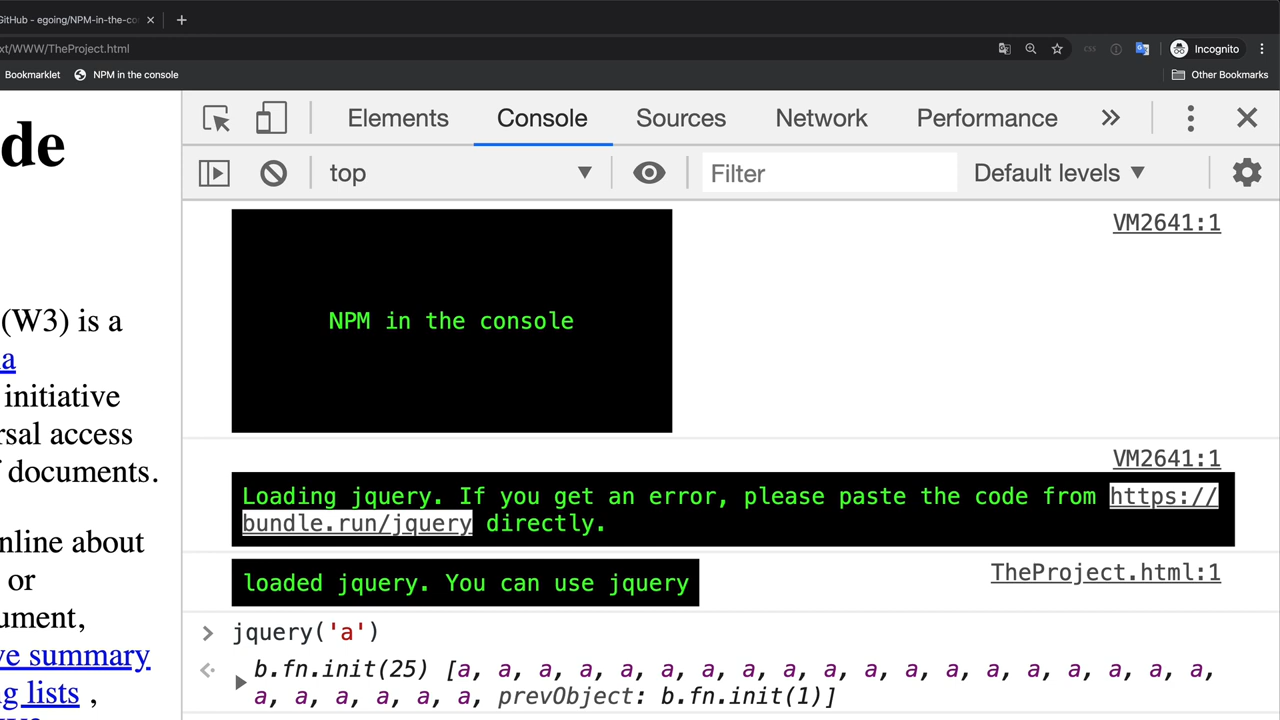 GitHub - egoing/NPM-in-the-co
xt/WWW/TheProject.html
css
Incognito
Bookmarklet
NPM in the console
Other Bookmarks
de
(W3) is a
a
initiative
rsal access
f documents.
nline about
or
ument,
ve summary
g lists ,
Elements
Console
Sources
Network
Performance
top
Filter
Default levels
VM2641:1
NPM in the console
VM2641:1
Loading jquery. If you get an error, please paste the code from https://
bundle.run/jquery directly.
loaded jquery. You can use jquery
TheProject.html:1
jquery('a')
b.fn.init(25) [a, a, a, a, a, a, a, a, a, a, a, a, a, a, a, a, a, a, a,
a, a, a, a, a, a, prevObject: b.fn.init(1)]